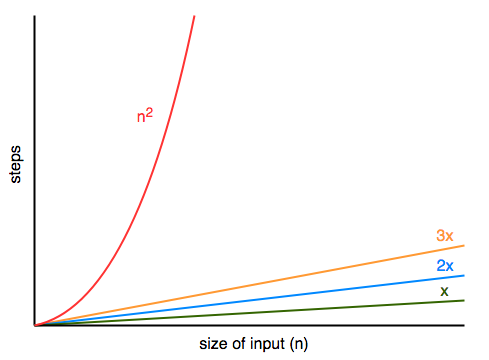 n²
steps
3x
2x
x
size of input (n)